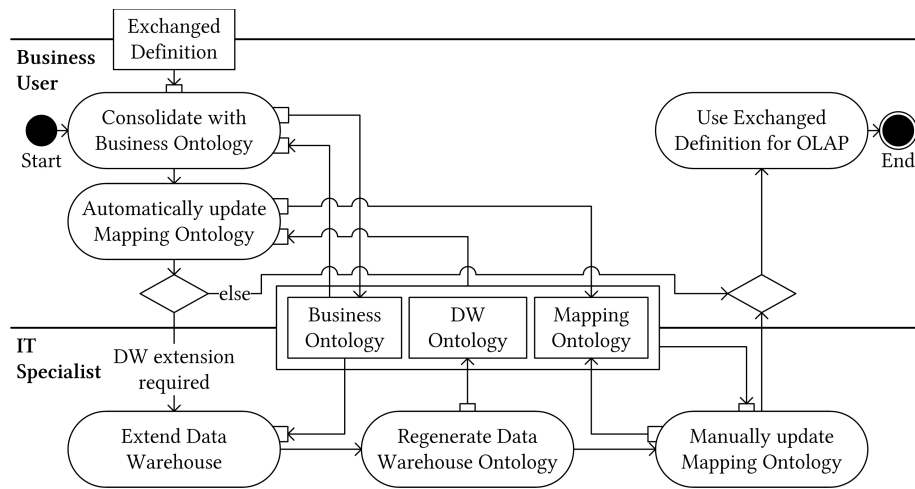 Exchanged
Definition
Business
User
Consolidate with
Business Ontology
Use Exchanged
Definition for OLAP
Start
End
Automatically update
Mapping Ontology
else
Business
Ontology
DW
Ontology
Mapping
Ontology
IT
Specialist
DW extension
required
Extend Data
Warehouse
Regenerate Data
Warehouse Ontology
Manually update
Mapping Ontology